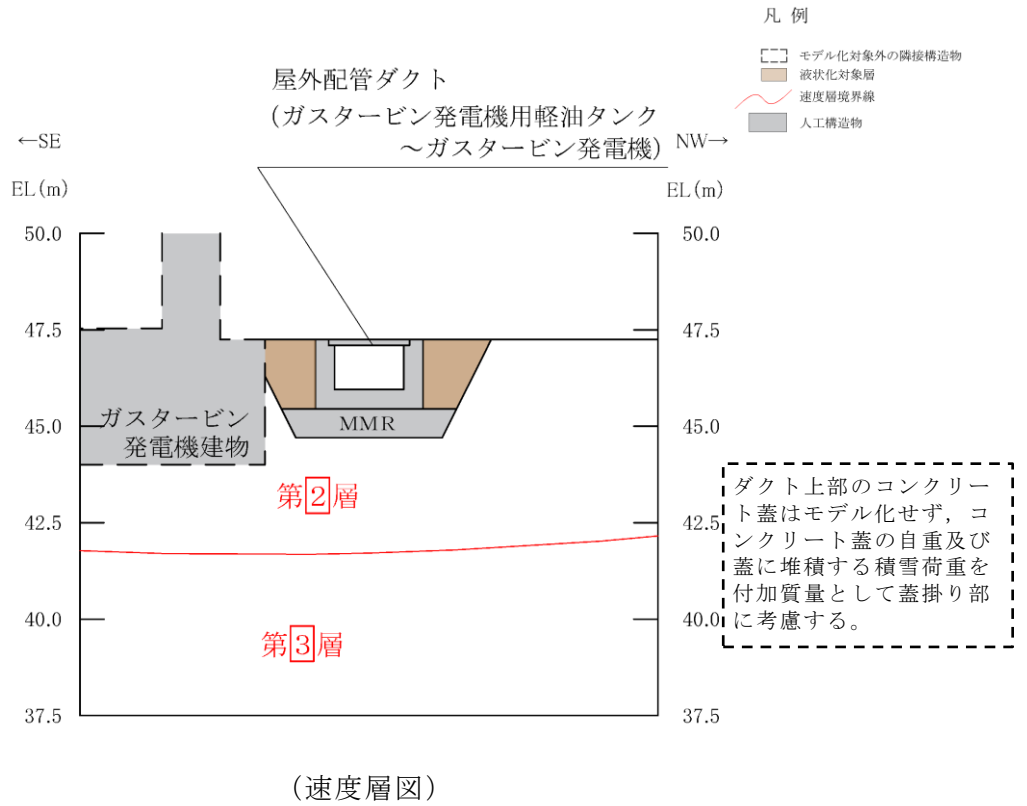 凡 例
モデル化対象外の隣接構造物
液状化対象層
速度層境界線
人工構造物
屋外配管ダクト
(ガスタービン発電機用軽油タンク
～ガスタービン発電機)
←SE
NW→
EL(m)
EL(m)
50.0
50.0
47.5
47.5
45.0
45.0
42.5
42.5
40.0
40.0
37.5
37.5
ガスタービン
発電機建物
MMR
第2層
第3層
ダクト上部のコンクリー
ト蓋はモデル化せず，コ
ンクリート蓋の自重及び
蓋に堆積する積雪荷重を
付加質量として蓋掛り部
に考慮する。
(速度層図)